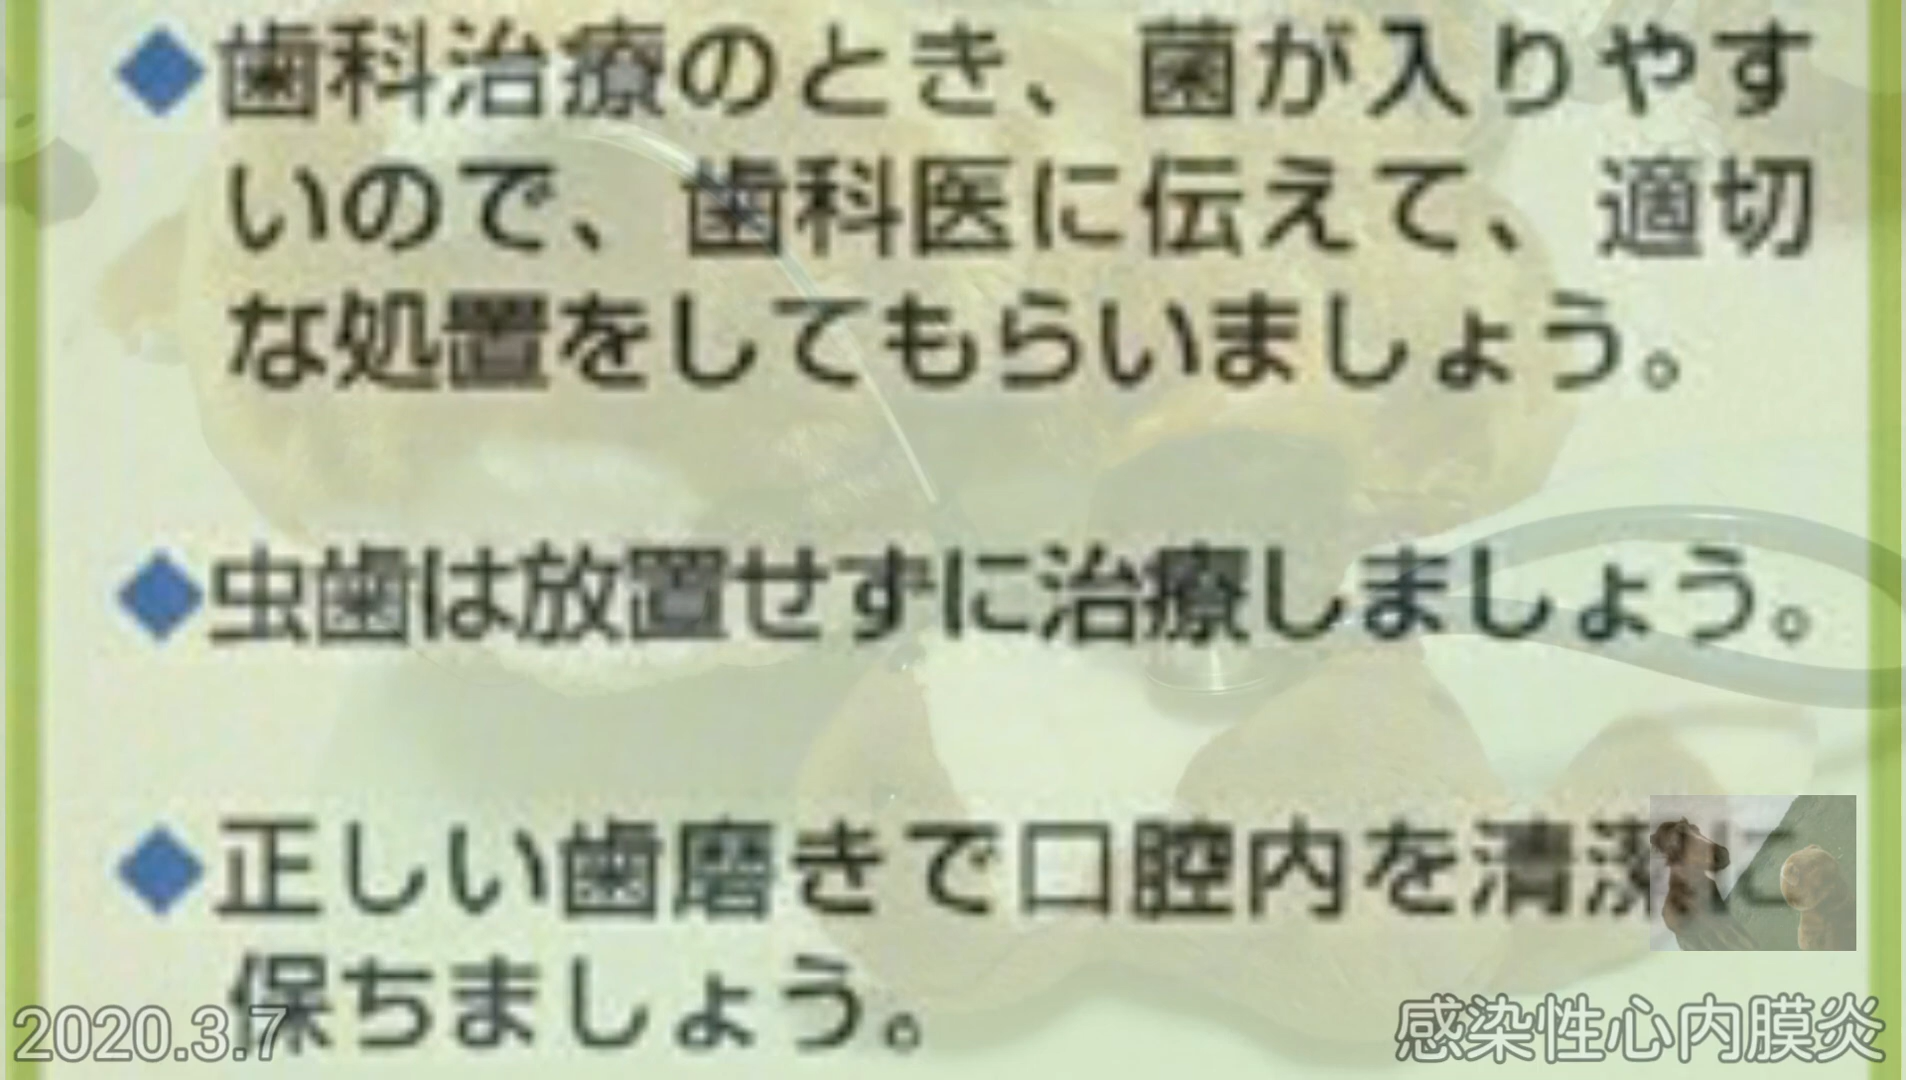 ◆歯科治療のとき、菌が入りやす
いので、歯科医に伝えて、適切
な処置をしてもらいましょう。
◆虫歯は放置せずに治療しましょう。
◆正しい歯磨きで口腔内を清潔に
保ちましょう。
2020.3.7
感染性心内膜炎